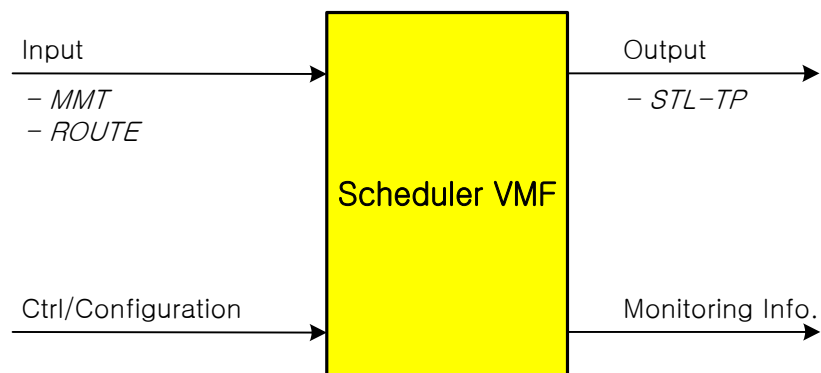 Input
- MMT
- ROUTE
Scheduler VMF
Ctrl/Configuration
Output
- STL-TP
Monitoring Info.